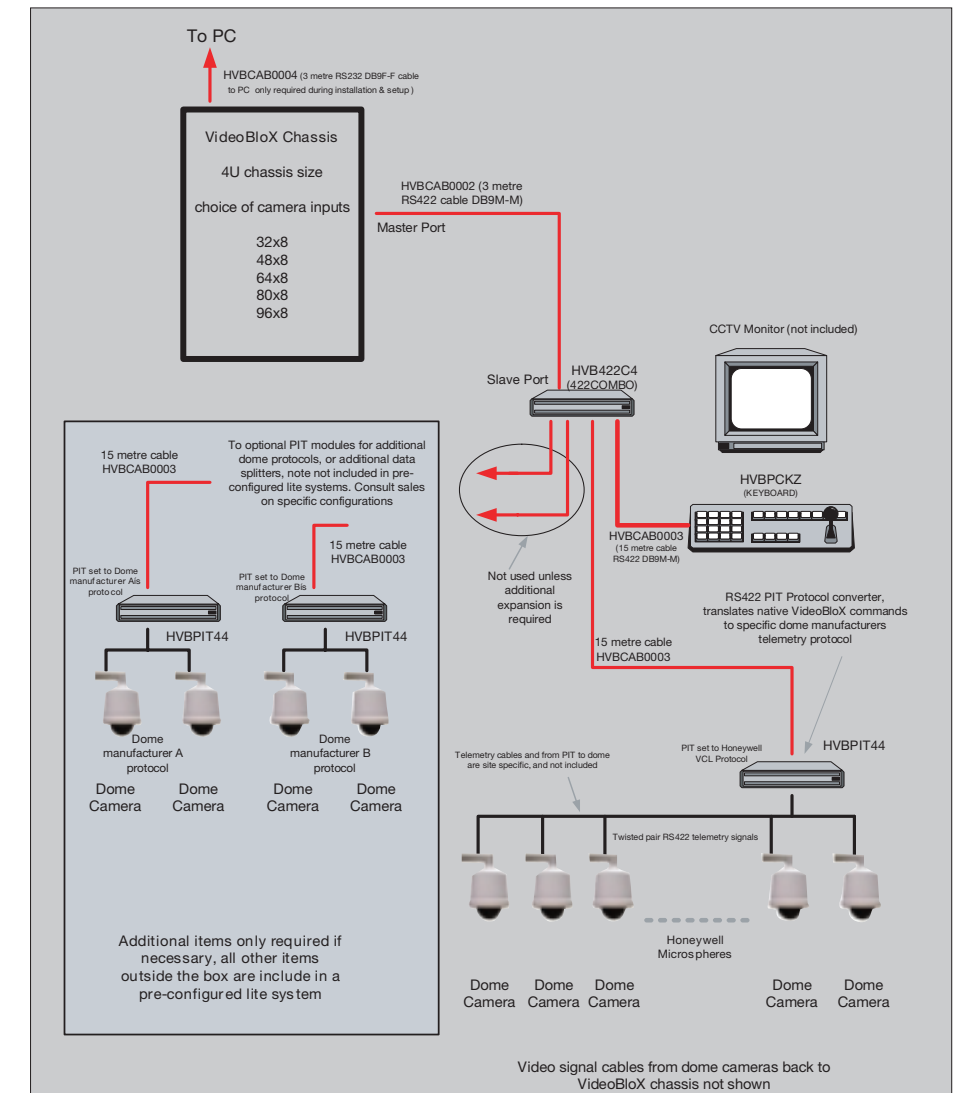 To PC
HVBCAB0004 (3 metre RS232 DB9F-F cable
to PC only required during installation & setup )
VideoBloX Chassis
4U chassis size
choice of camera inputs
32x8
48x8
64x8
80x8
96x8
HVBCAB0002 (3 metre
RS422 cable DB9M-M)
Master Port
CCTV Monitor (not included)
Slave Port
HVB422C4
(422COMBO)
HVBPCKZ
(KEYBOARD)
HVBCAB0003
(15 metre cable
RS422 DB9M-M)
Not used unless
additional
expansion is
required
RS422 PIT Protocol converter,
translates native VideoBloX commands
to specific dome manufacturers
telemetry protocol
15 metre cable
HVBCAB0003
To optional PIT modules for additional
dome protocols, or additional data
splitters, note not included in pre-
configured lite systems. Consult sales
on specific configurations
15 metre cable
HVBCAB0003
15 metre cable
HVBCAB0003
PIT set to Dome
manufacturer Aís
protocol
HVBPIT44
PIT set to Dome
manufacturer Bís
protocol
HVBPIT44
Dome
manufacturer A
protocol
Dome
manufacturer B
protocol
Dome
Camera
Dome
Camera
Dome
Camera
Dome
Camera
Additional items only required if
necessary, all other items
outside the box are include in a
pre-configured lite system
Telemetry cables and from PIT to dome
are site specific, and not included
PIT set to Honeywell
VCL Protocol
HVBPIT44
Twisted pair RS422 telemetry signals
Honeywell
Microspheres
Dome
Camera
Dome
Camera
Dome
Camera
Dome
Camera
Dome
Camera
Video signal cables from dome cameras back to
VideoBloX chassis not shown